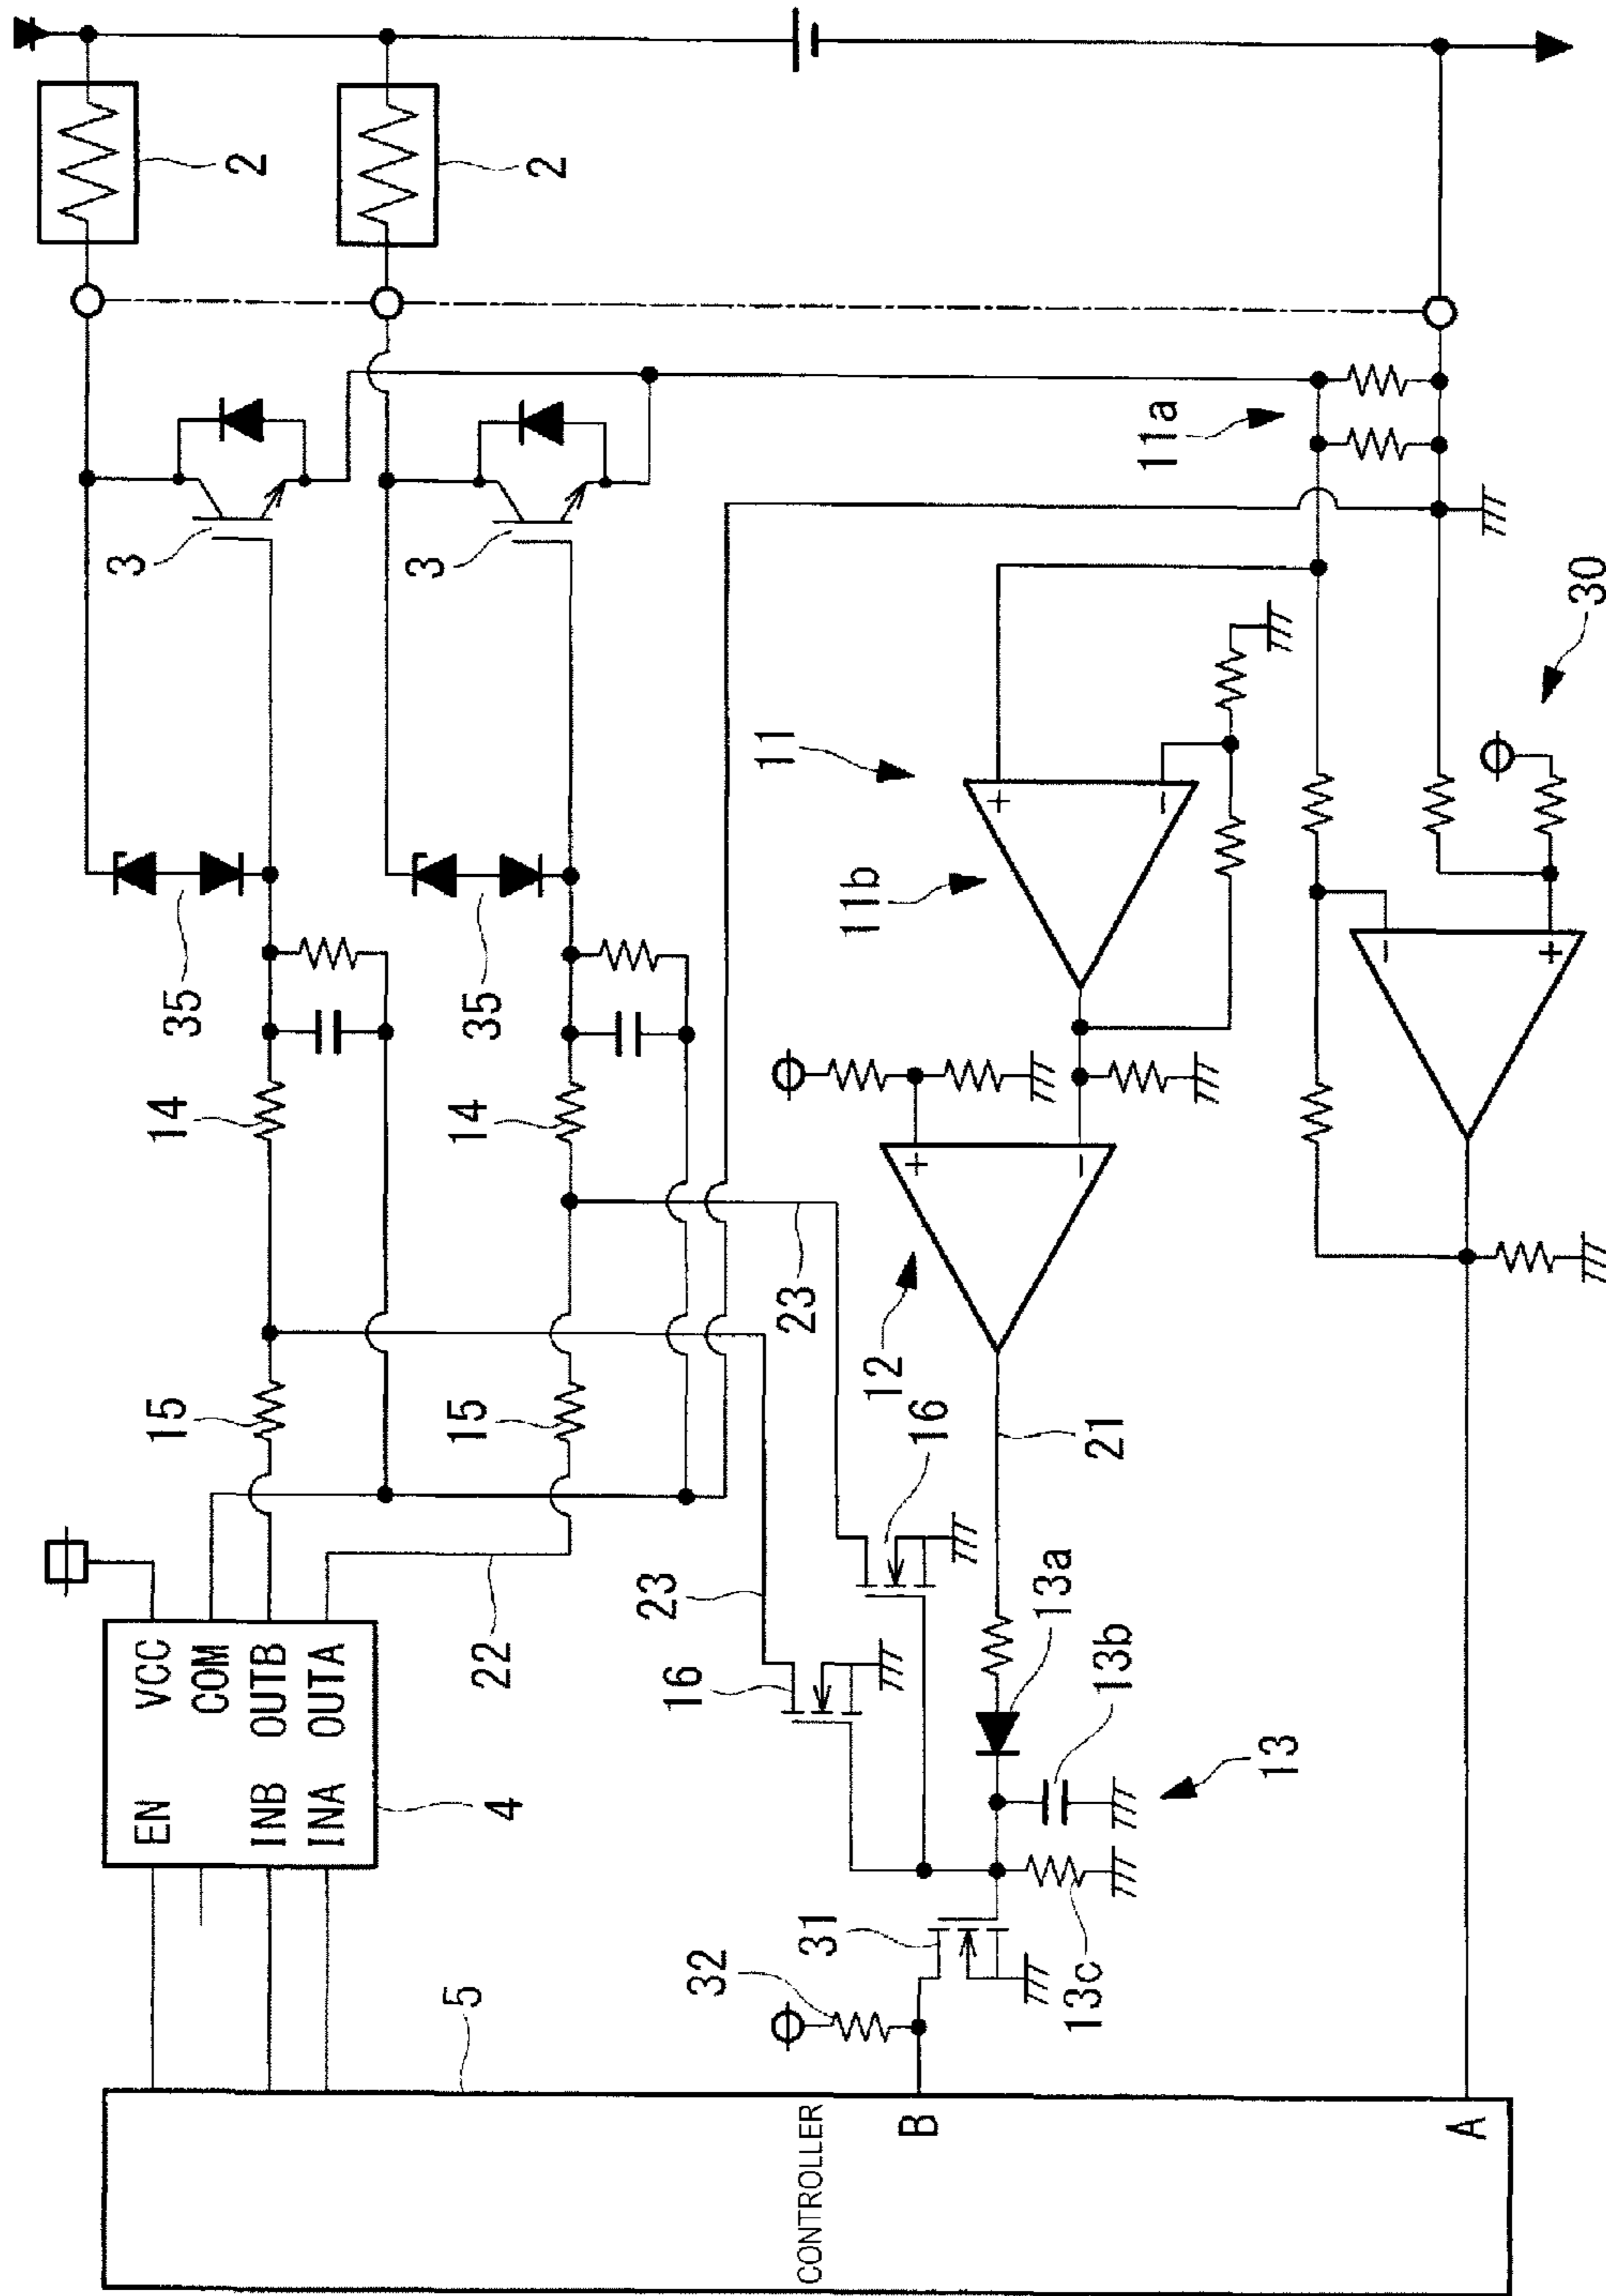 2
2
3
3
11a
30
11
11b
35
35
14
14
12
23
15
15
16
21
22
23
16
13a
13b
13
VCC
COM
OUTB
OUTA
EN
INB
INA
4
31
32
13c
5
CONTROLLER
B
A
+
-
+
-
-
+